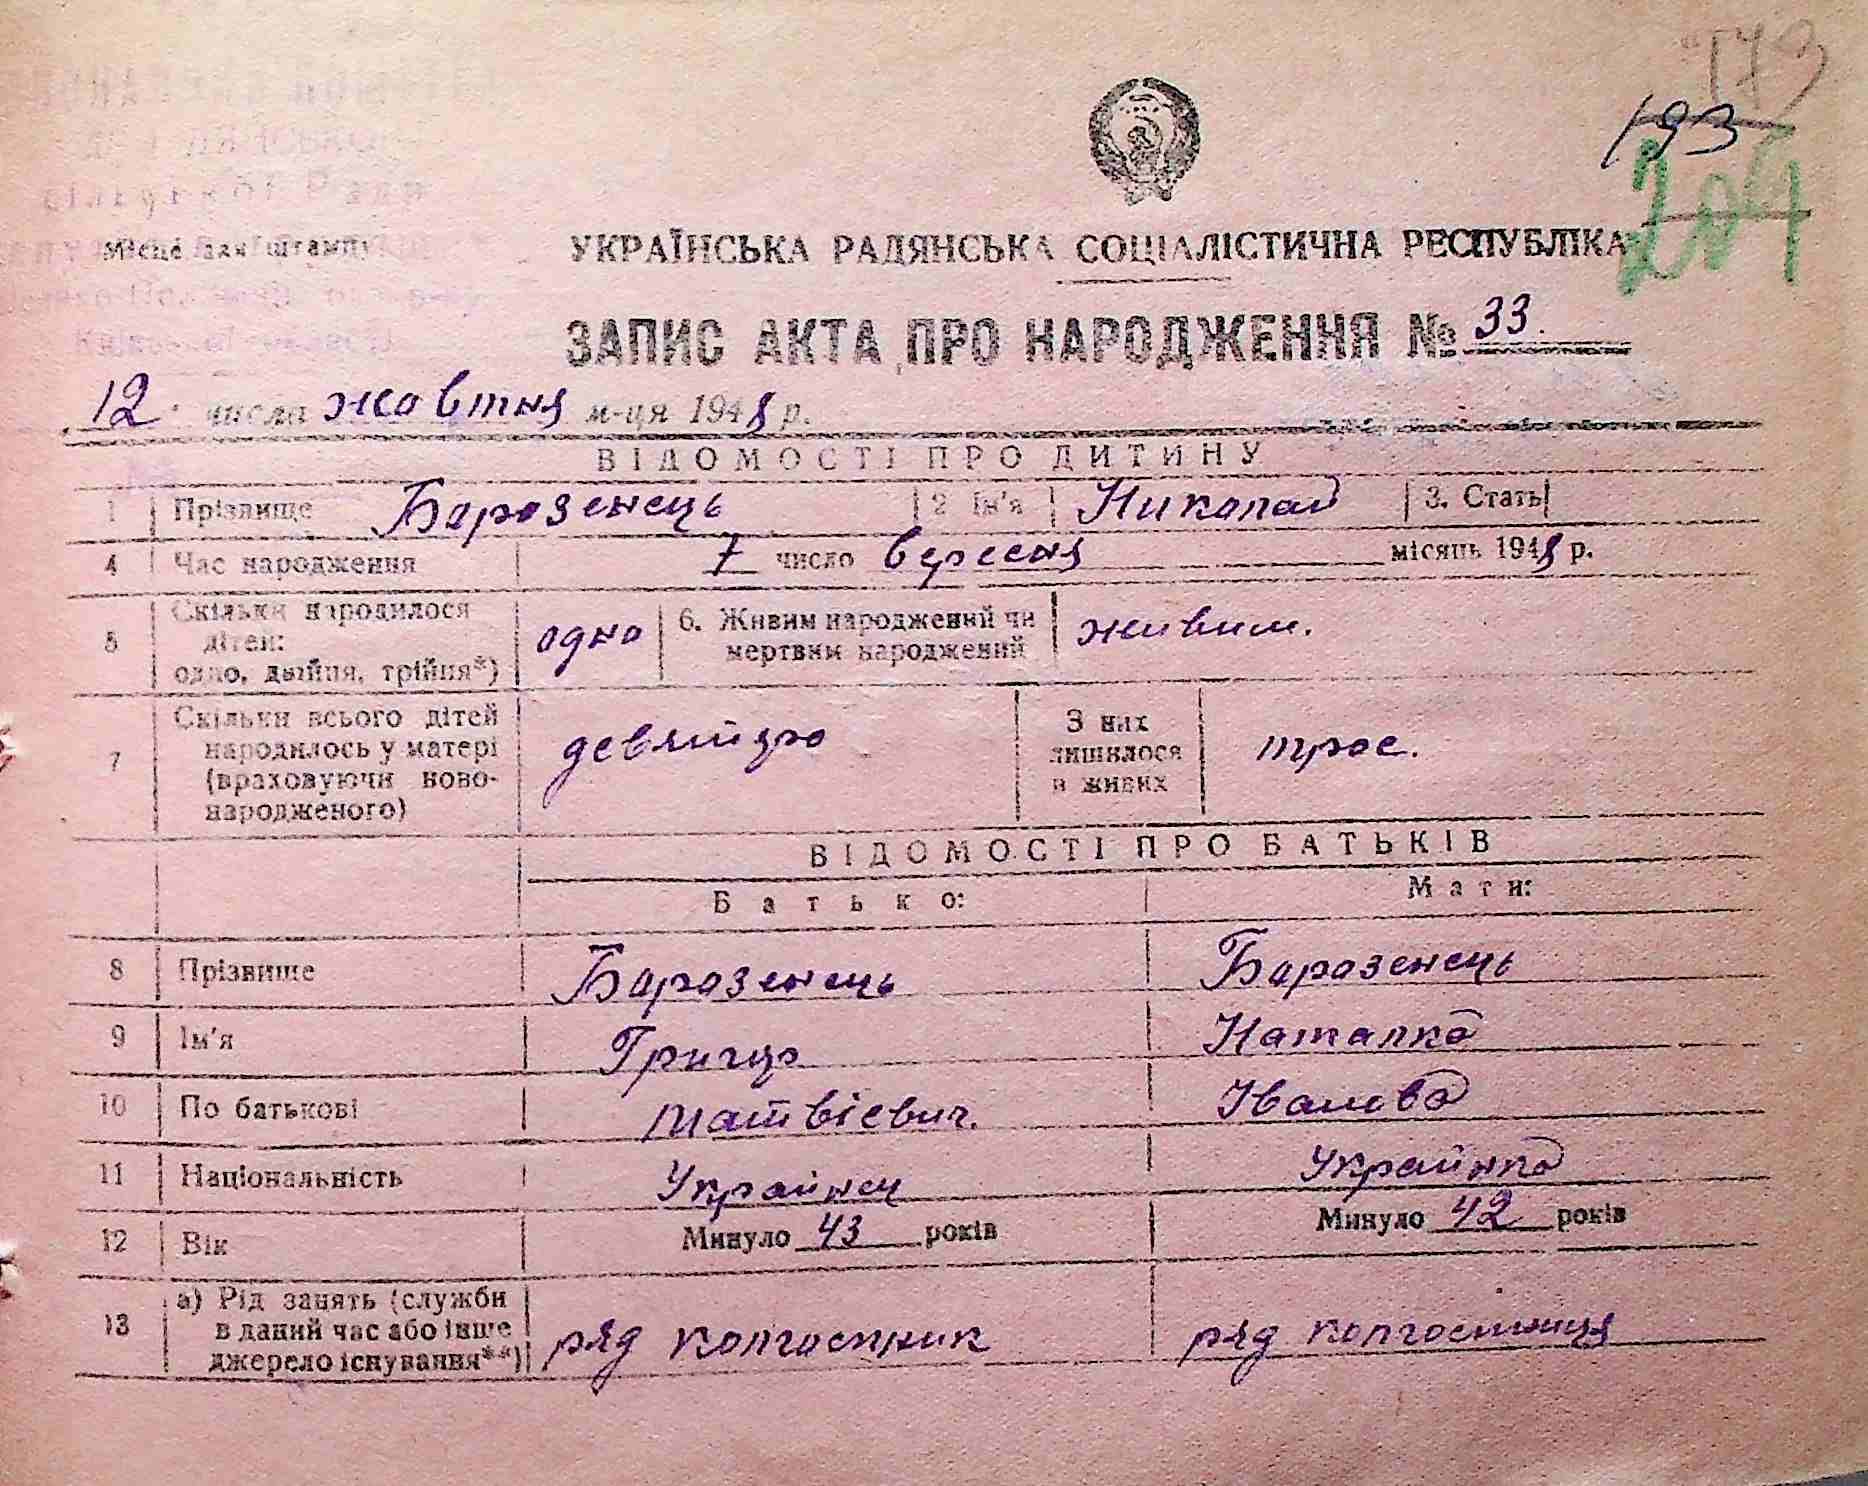 179
193
204
Місце для штампу
УКРАЇНСЬКА РАДЯНСЬКА СОЦІАЛІСТИЧНА РЕСПУБЛІКА
ЗАПИС АКТА ПРО НАРОДЖЕННЯ № 33.
12 числа жовтня м-ця 1948 р.
ВІДОМОСТІ ПРО ДИТИНУ
1 Прізвище Барозенець 2 Ім'я Николай 3. Стать
4 Час народження 7 число вересня місяць 1948 р.
5 Скільки народилося дітей: одно, двійня, трійня*) одно 6. Живим народжений чи мертвим народжений живим.
7 Скільки всього дітей народилось у матері (враховуючи ново-народженого) девятеро З них лишилося в живих троє.
ВІДОМОСТІ ПРО БАТЬКІВ
Батько: Мати:
8 Прізвище Барозенець Барозенець
9 Ім'я Григор Наталка
10 По батькові Матвієвич. Іванова
11 Національність Українец Українка
12 Вік Минуло 43 років Минуло 42 років
13 а) Рід занять (служби в даний час або інше джерело існування**) ряд колгоспник ряд колгоспниця